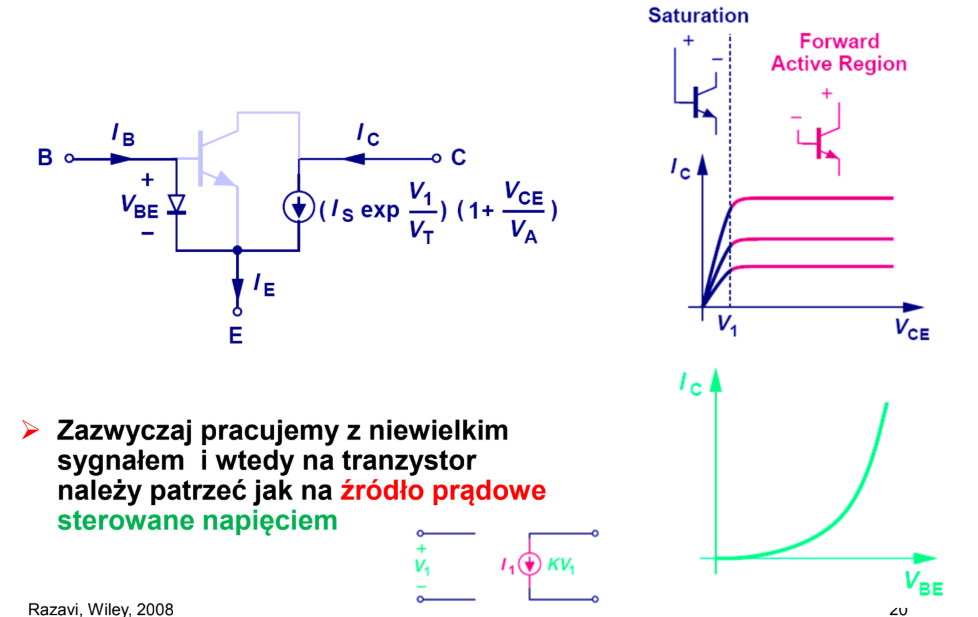 Saturation
+
−
Forward
Active Region
+
−
I_B
I_C
B
C
+
V_BE
−
(I_S exp V_1/V_T) (1+ V_CE/V_A)
I_E
E
I_C
V_1
V_CE
I_C
V_BE
➢ Zazwyczaj pracujemy z niewielkim
sygnałem i wtedy na tranzystor
należy patrzeć jak na źródło prądowe
sterowane napięciem
+
V_1
−
I_1
KV_1
Razavi, Wiley, 2008
20